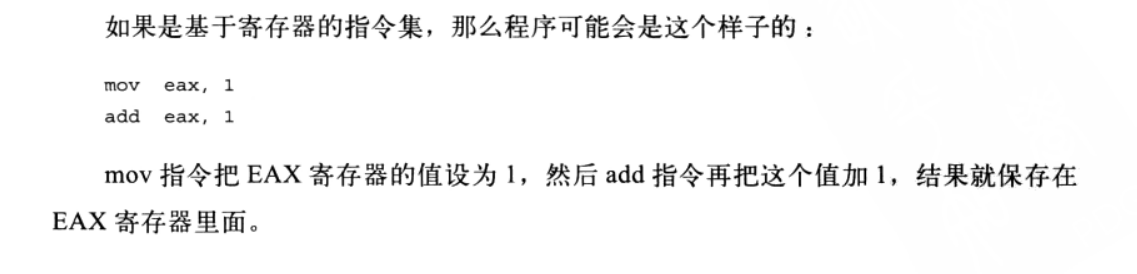 如果是基于寄存器的指令集，那么程序可能会是这个样子的：
mov eax, 1
add eax, 1
mov 指令把 EAX 寄存器的值设为 1，然后 add 指令再把这个值加 1，结果就保存在
EAX 寄存器里面。